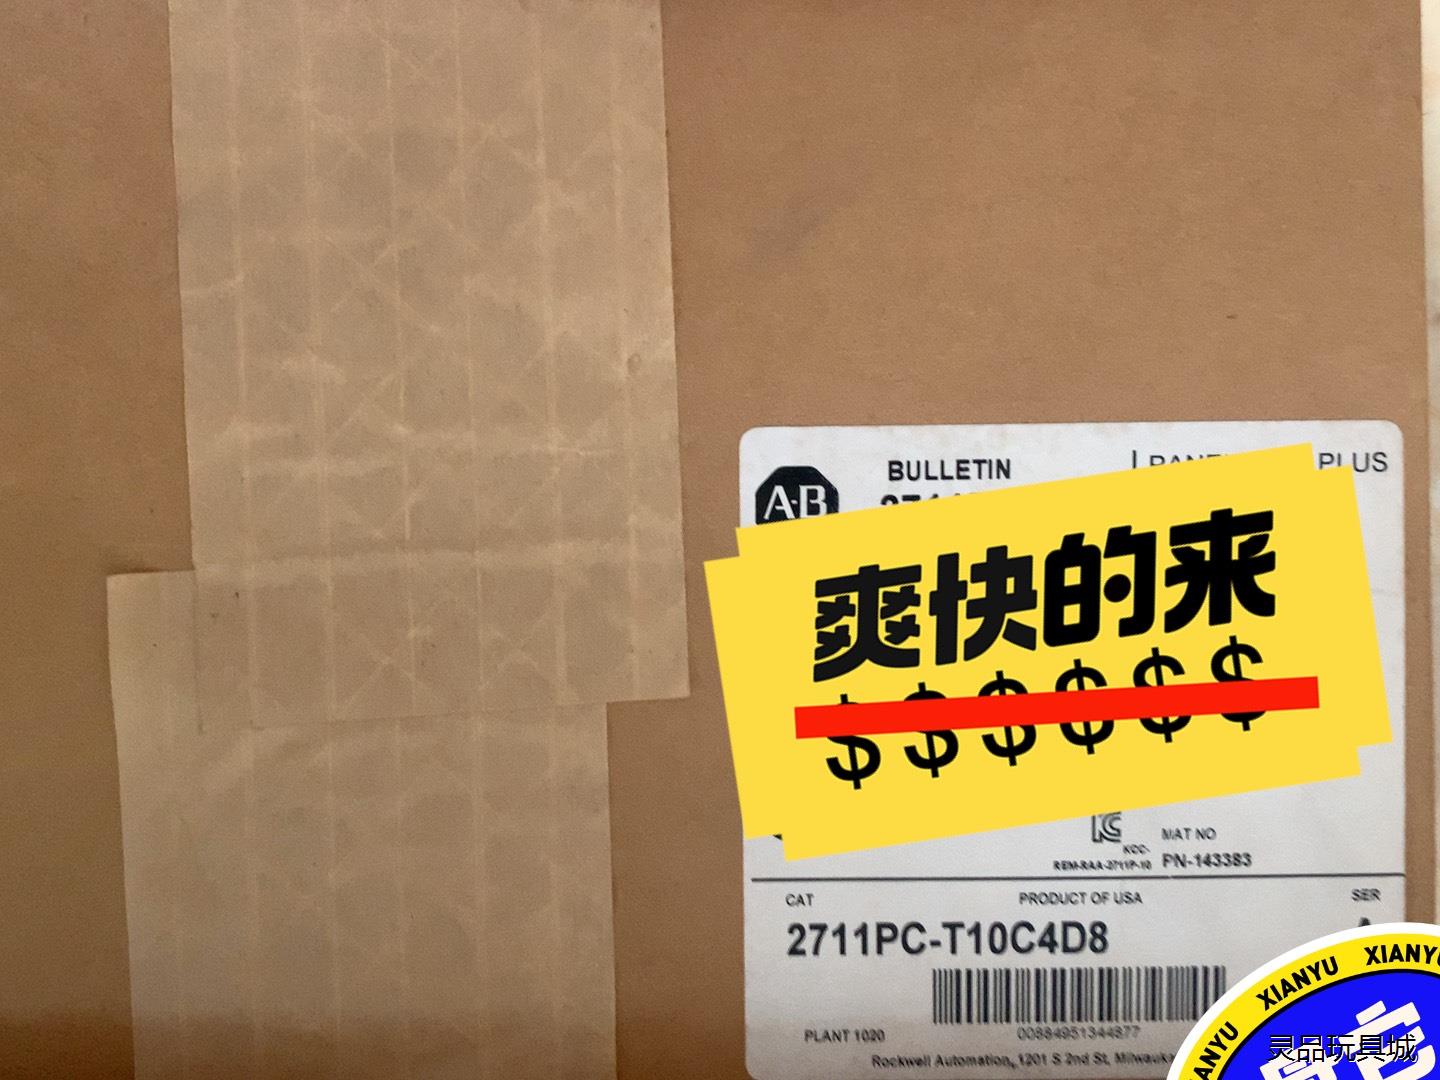 BULLETIN
PLUS
A-B
爽快的来
$$$$$$
KCC-
MAT NO
REM-RAA-2711P-10 PN-143383
CAT PRODUCT OF USA SER
2711PC-T10C4D8
PLANT 1020 00884951344877
Rockwell Automation, 1201 S 2nd St, Milwauk
XIANYU XIANYU
灵品玩具城